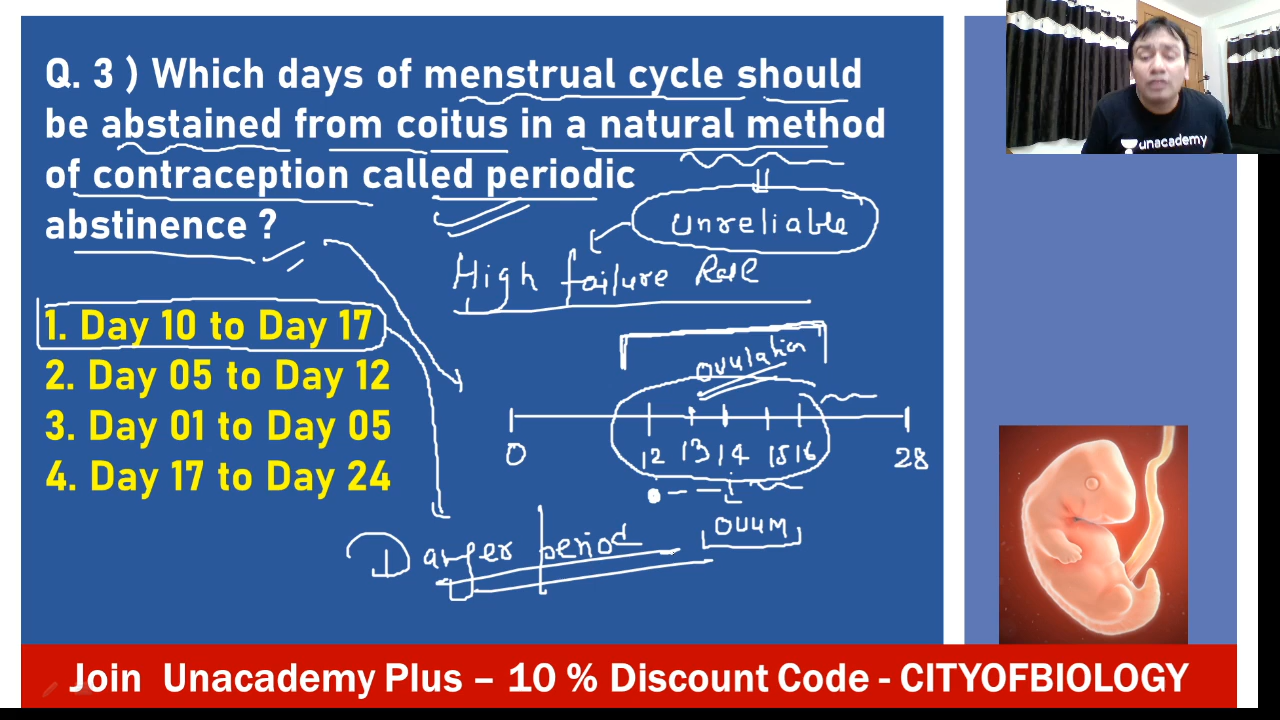 Q. 3 ) Which days of menstrual cycle should
be abstained from coitus in a natural method
of contraception called periodic
abstinence ?
unacademy
Unreliable
High failure Rate
1. Day 10 to Day 17
2. Day 05 to Day 12
3. Day 01 to Day 05
4. Day 17 to Day 24
ovulation
0 12 13 14 15 16 28
OVUM
Danger period
Join Unacademy Plus – 10 % Discount Code - CITYOFBIOLOGY